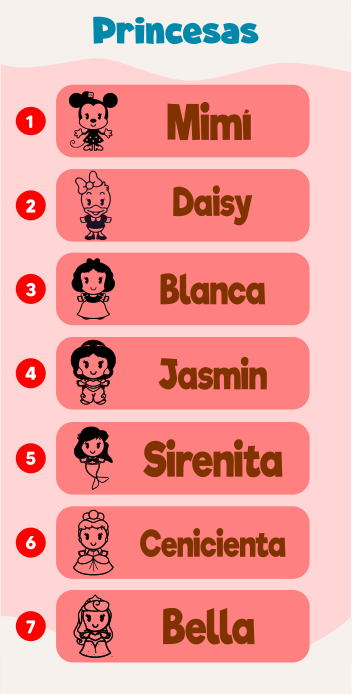 Princesas
1
Mimí
2
Daisy
3
Blanca
4
Jasmin
5
Sirenita
6
Cenicienta
7
Bella